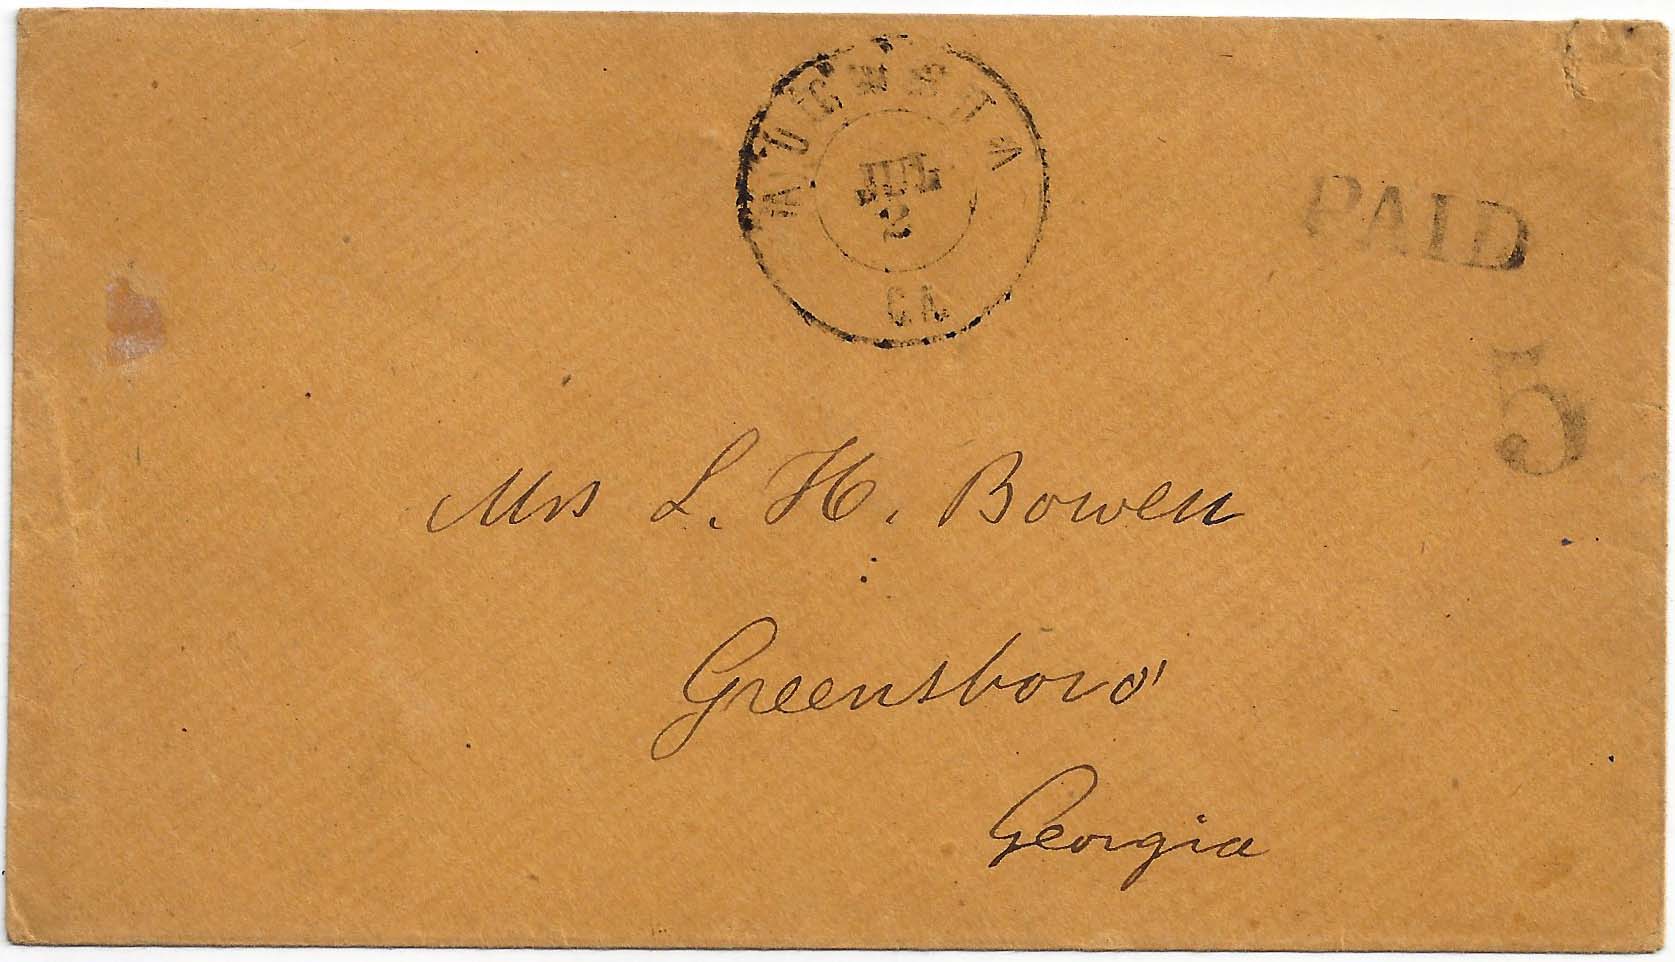 AUGUSTA
JUL
2
GA.
PAID
5
Mrs L. H. Bowen
Greensboro'
Georgia